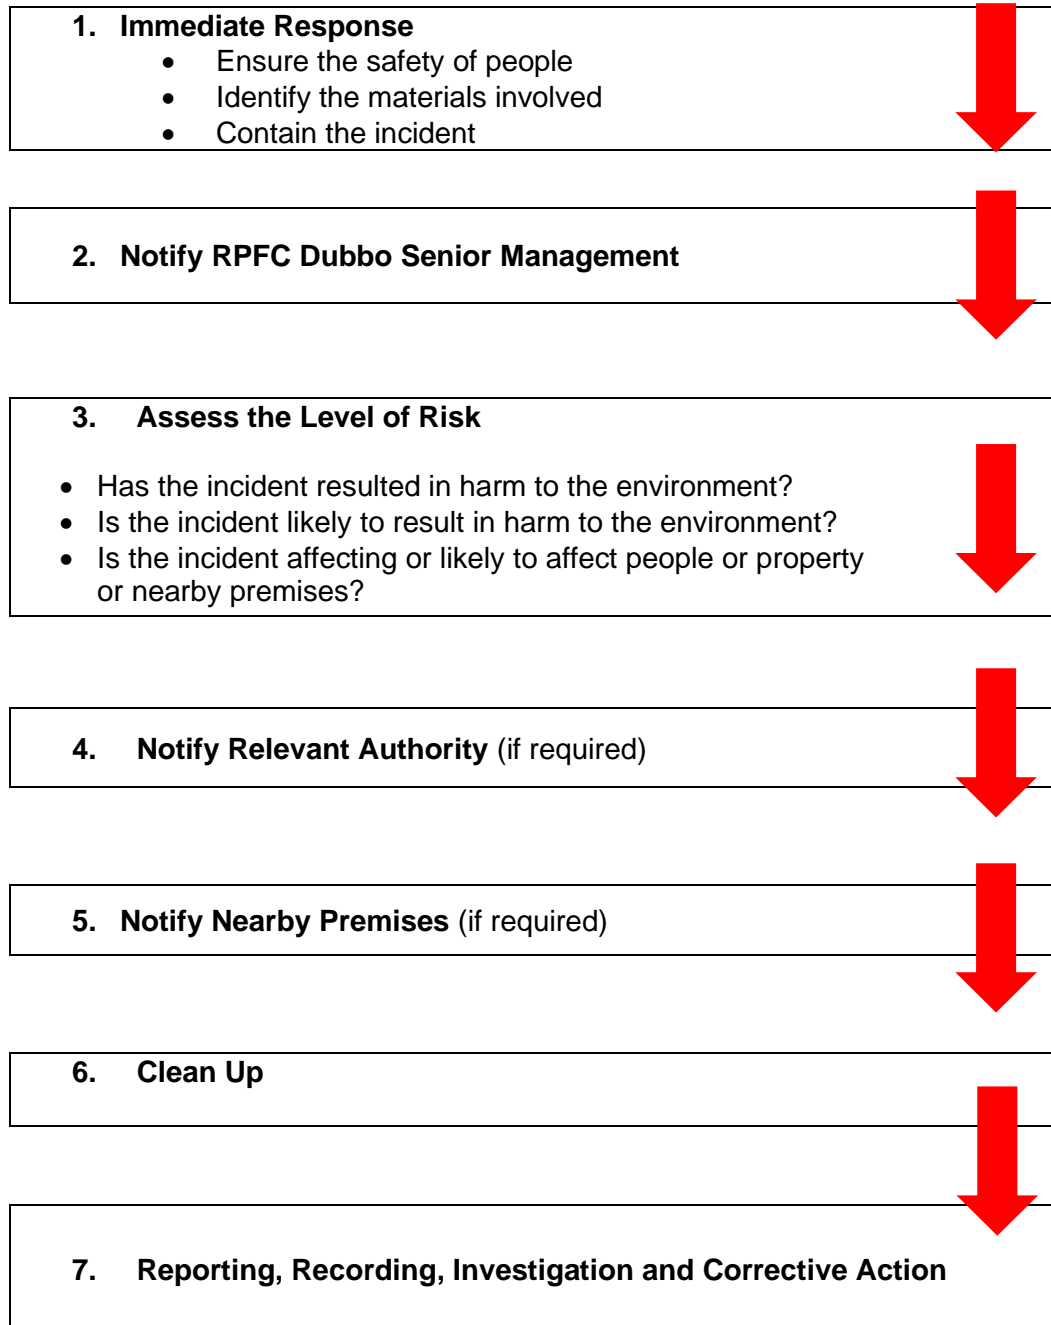 1. Immediate Response
• Ensure the safety of people
• Identify the materials involved
• Contain the incident
2. Notify RPFC Dubbo Senior Management
3. Assess the Level of Risk
• Has the incident resulted in harm to the environment?
• Is the incident likely to result in harm to the environment?
• Is the incident affecting or likely to affect people or property
or nearby premises?
4. Notify Relevant Authority (if required)
5. Notify Nearby Premises (if required)
6. Clean Up
7. Reporting, Recording, Investigation and Corrective Action